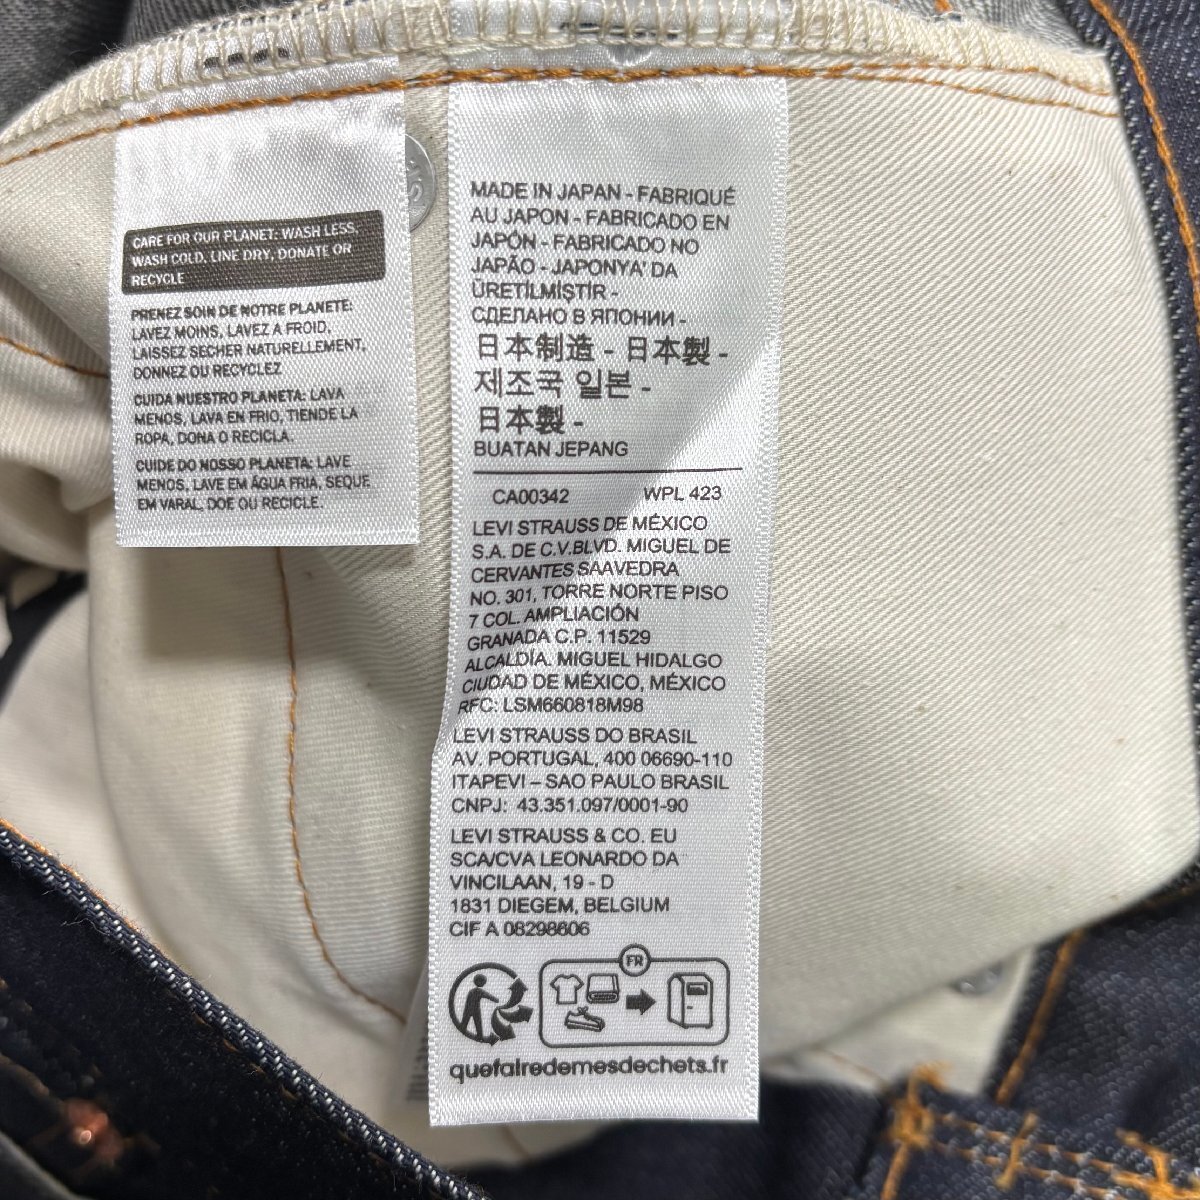 CARE FOR OUR PLANET: WASH LESS,
WASH COLD, LINE DRY, DONATE OR
RECYCLE
PRENEZ SOIN DE NOTRE PLANETE:
LAVEZ MOINS, LAVEZ A FROID,
LAISSEZ SECHER NATURELLEMENT,
DONNEZ OU RECYCLEZ
CUIDA NUESTRO PLANETA: LAVA
MENOS, LAVA EN FRIO, TIENDE LA
ROPA, DONA O RECICLA.
CUIDE DO NOSSO PLANETA: LAVE
MENOS, LAVE EM ÁGUA FRIA, SEQUE
EM VARAL, DOE OU RECICLE.
MADE IN JAPAN - FABRIQUÉ
AU JAPON - FABRICADO EN
JAPÓN - FABRICADO NO
JAPÃO - JAPONYA' DA
ÜRETİLMİŞTİR -
СДЕЛАНО В ЯПОНИИ -
日本制造 - 日本製 -
제조국 일본 -
日本製 -
BUATAN JEPANG
CA00342 WPL 423
LEVI STRAUSS DE MÉXICO
S.A. DE C.V.BLVD. MIGUEL DE
CERVANTES SAAVEDRA
NO. 301, TORRE NORTE PISO
7 COL. AMPLIACIÓN
GRANADA C.P. 11529
ALCALDÍA. MIGUEL HIDALGO
CIUDAD DE MÉXICO, MÉXICO
RFC: LSM660818M98
LEVI STRAUSS DO BRASIL
AV. PORTUGAL, 400 06690-110
ITAPEVI – SAO PAULO BRASIL
CNPJ: 43.351.097/0001-90
LEVI STRAUSS & CO. EU
SCA/CVA LEONARDO DA
VINCILAAN, 19 - D
1831 DIEGEM, BELGIUM
CIF A 08298606
FR
quefairedemesdechets.fr